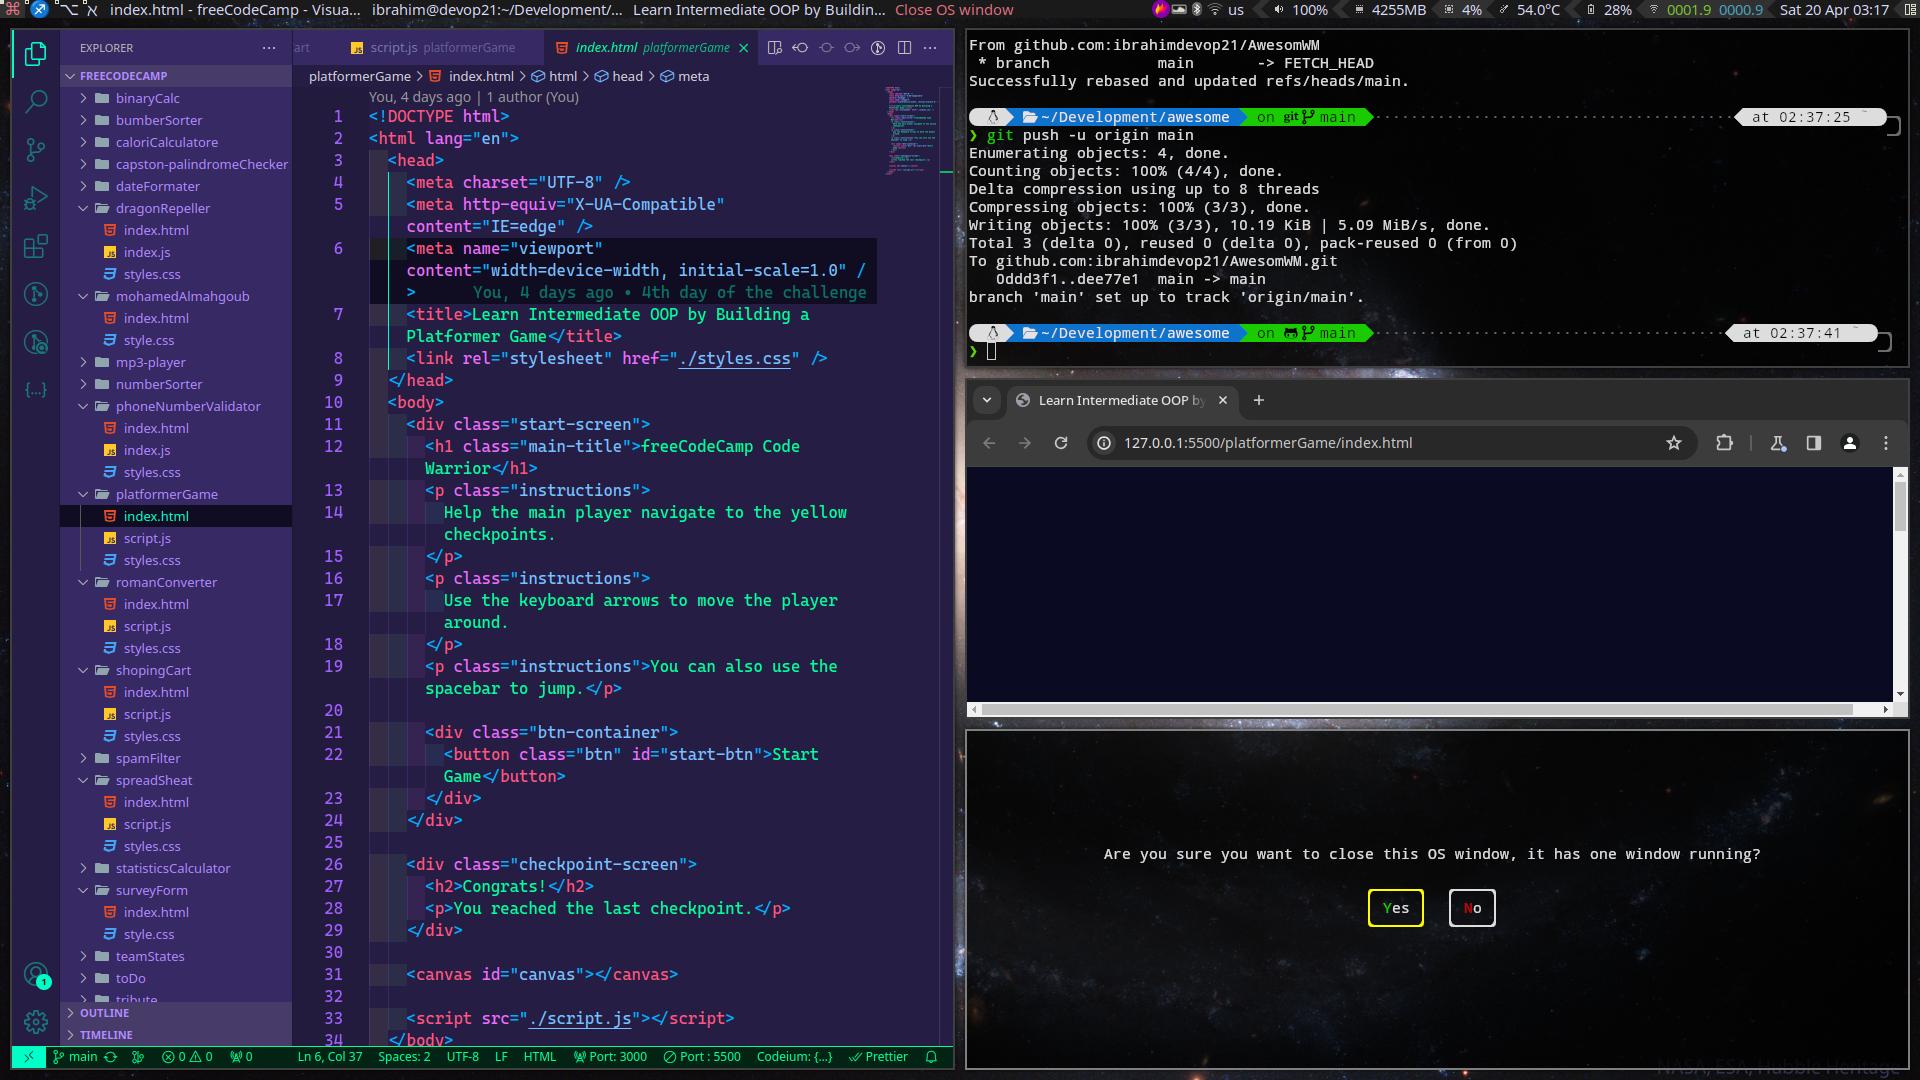 index.html - freeCodeCamp - Visua... ibrahim@devop21:~/Development/... Learn Intermediate OOP by Buildin... Close OS window us 100% 4255MB 4% 54.0°C 28% 0001.9 0000.9 Sat 20 Apr 03:17
EXPLORER ···
FREECODECAMP
binaryCalc
bumberSorter
caloriCalculatore
capston-palindromeChecker
dateFormater
dragonRepeller
index.html
index.js
styles.css
mohamedAlmahgoub
index.html
style.css
mp3-player
numberSorter
phoneNumberValidator
index.html
index.js
styles.css
platformerGame
index.html
script.js
styles.css
romanConverter
index.html
script.js
styles.css
shopingCart
index.html
script.js
styles.css
spamFilter
spreadSheat
index.html
script.js
styles.css
statisticsCalculator
surveyForm
index.html
style.css
teamStates
toDo
tribute
OUTLINE
TIMELINE
1
art script.js platformerGame index.html platformerGame
platformerGame > index.html > html > head > meta
You, 4 days ago | 1 author (You)
1 <!DOCTYPE html>
2 <html lang="en">
3 <head>
4 <meta charset="UTF-8" />
5 <meta http-equiv="X-UA-Compatible"
content="IE=edge" />
6 <meta name="viewport"
content="width=device-width, initial-scale=1.0" /
> You, 4 days ago • 4th day of the challenge
7 <title>Learn Intermediate OOP by Building a
Platformer Game</title>
8 <link rel="stylesheet" href="./styles.css" />
9 </head>
10 <body>
11 <div class="start-screen">
12 <h1 class="main-title">freeCodeCamp Code
Warrior</h1>
13 <p class="instructions">
14 Help the main player navigate to the yellow
checkpoints.
15 </p>
16 <p class="instructions">
17 Use the keyboard arrows to move the player
around.
18 </p>
19 <p class="instructions">You can also use the
spacebar to jump.</p>
20
21 <div class="btn-container">
22 <button class="btn" id="start-btn">Start
Game</button>
23 </div>
24 </div>
25
26 <div class="checkpoint-screen">
27 <h2>Congrats!</h2>
28 <p>You reached the last checkpoint.</p>
29 </div>
30
31 <canvas id="canvas"></canvas>
32
33 <script src="./script.js"></script>
34 </body>
main 0 0 0 Ln 6, Col 37 Spaces: 2 UTF-8 LF HTML Port: 3000 Port : 5500 Codeium: {...} Prettier
From github.com:ibrahimdevop21/AwesomWM
* branch main -> FETCH_HEAD
Successfully rebased and updated refs/heads/main.
~/Development/awesome on git main at 02:37:25
❯ git push -u origin main
Enumerating objects: 4, done.
Counting objects: 100% (4/4), done.
Delta compression using up to 8 threads
Compressing objects: 100% (3/3), done.
Writing objects: 100% (3/3), 10.19 KiB | 5.09 MiB/s, done.
Total 3 (delta 0), reused 0 (delta 0), pack-reused 0 (from 0)
To github.com:ibrahimdevop21/AwesomWM.git
0ddd3f1..dee77e1 main -> main
branch 'main' set up to track 'origin/main'.
~/Development/awesome on main at 02:37:41
❯
Learn Intermediate OOP by
127.0.0.1:5500/platformerGame/index.html
Are you sure you want to close this OS window, it has one window running?
Yes No
NASA, ESA, Hubble Heritage